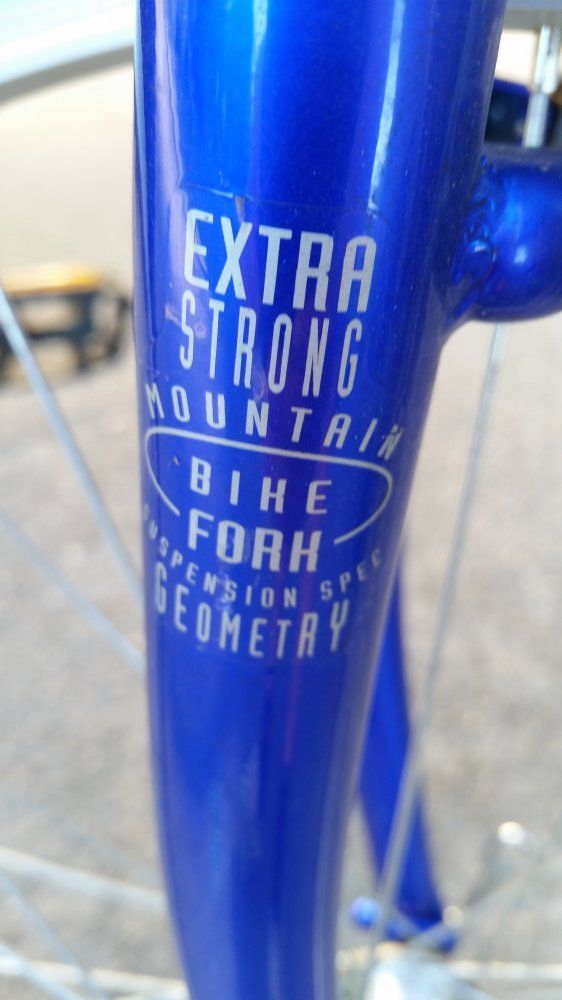 EXTRA
STRONG
MOUNTAIN
BIKE
FORK
SUSPENSION SPEC
GEOMETRY